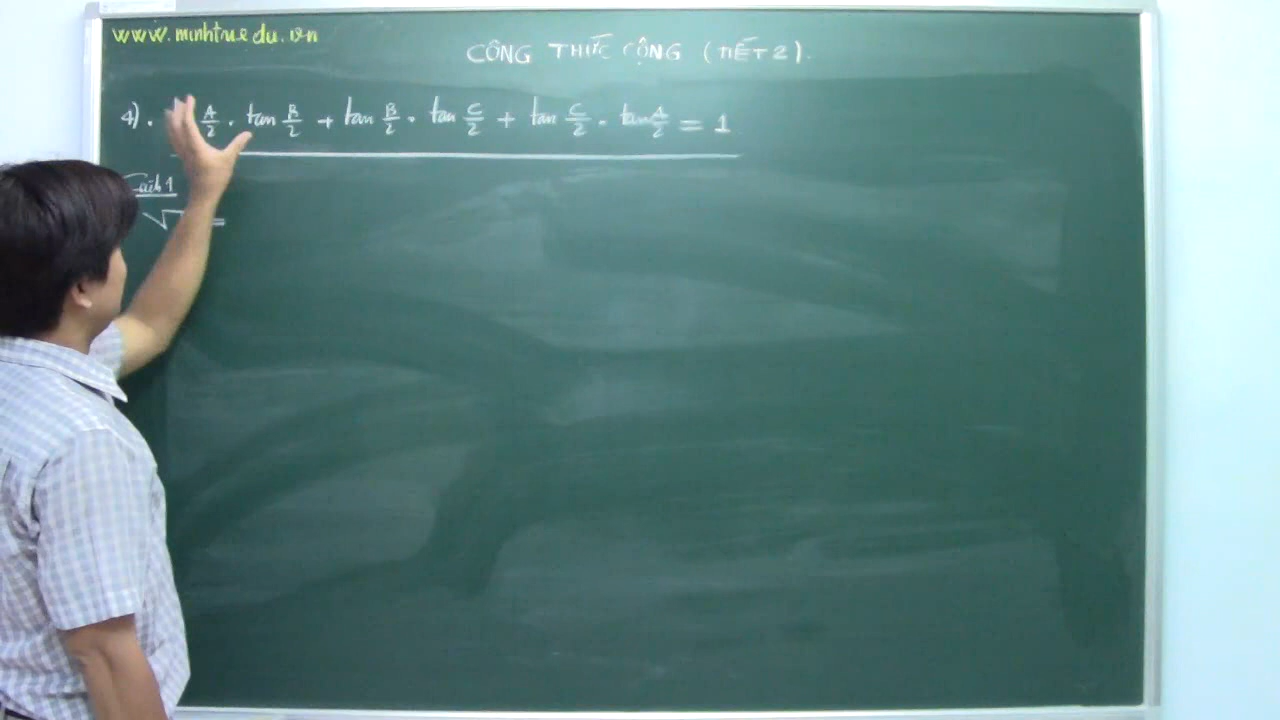 www.minhtrie.edu.vn
CÔNG THỨC CỘNG (TIẾT 2).
4). A/2 . tan B/2 + tan B/2 . tan C/2 + tan C/2 . tan A/2 = 1
Cách 1